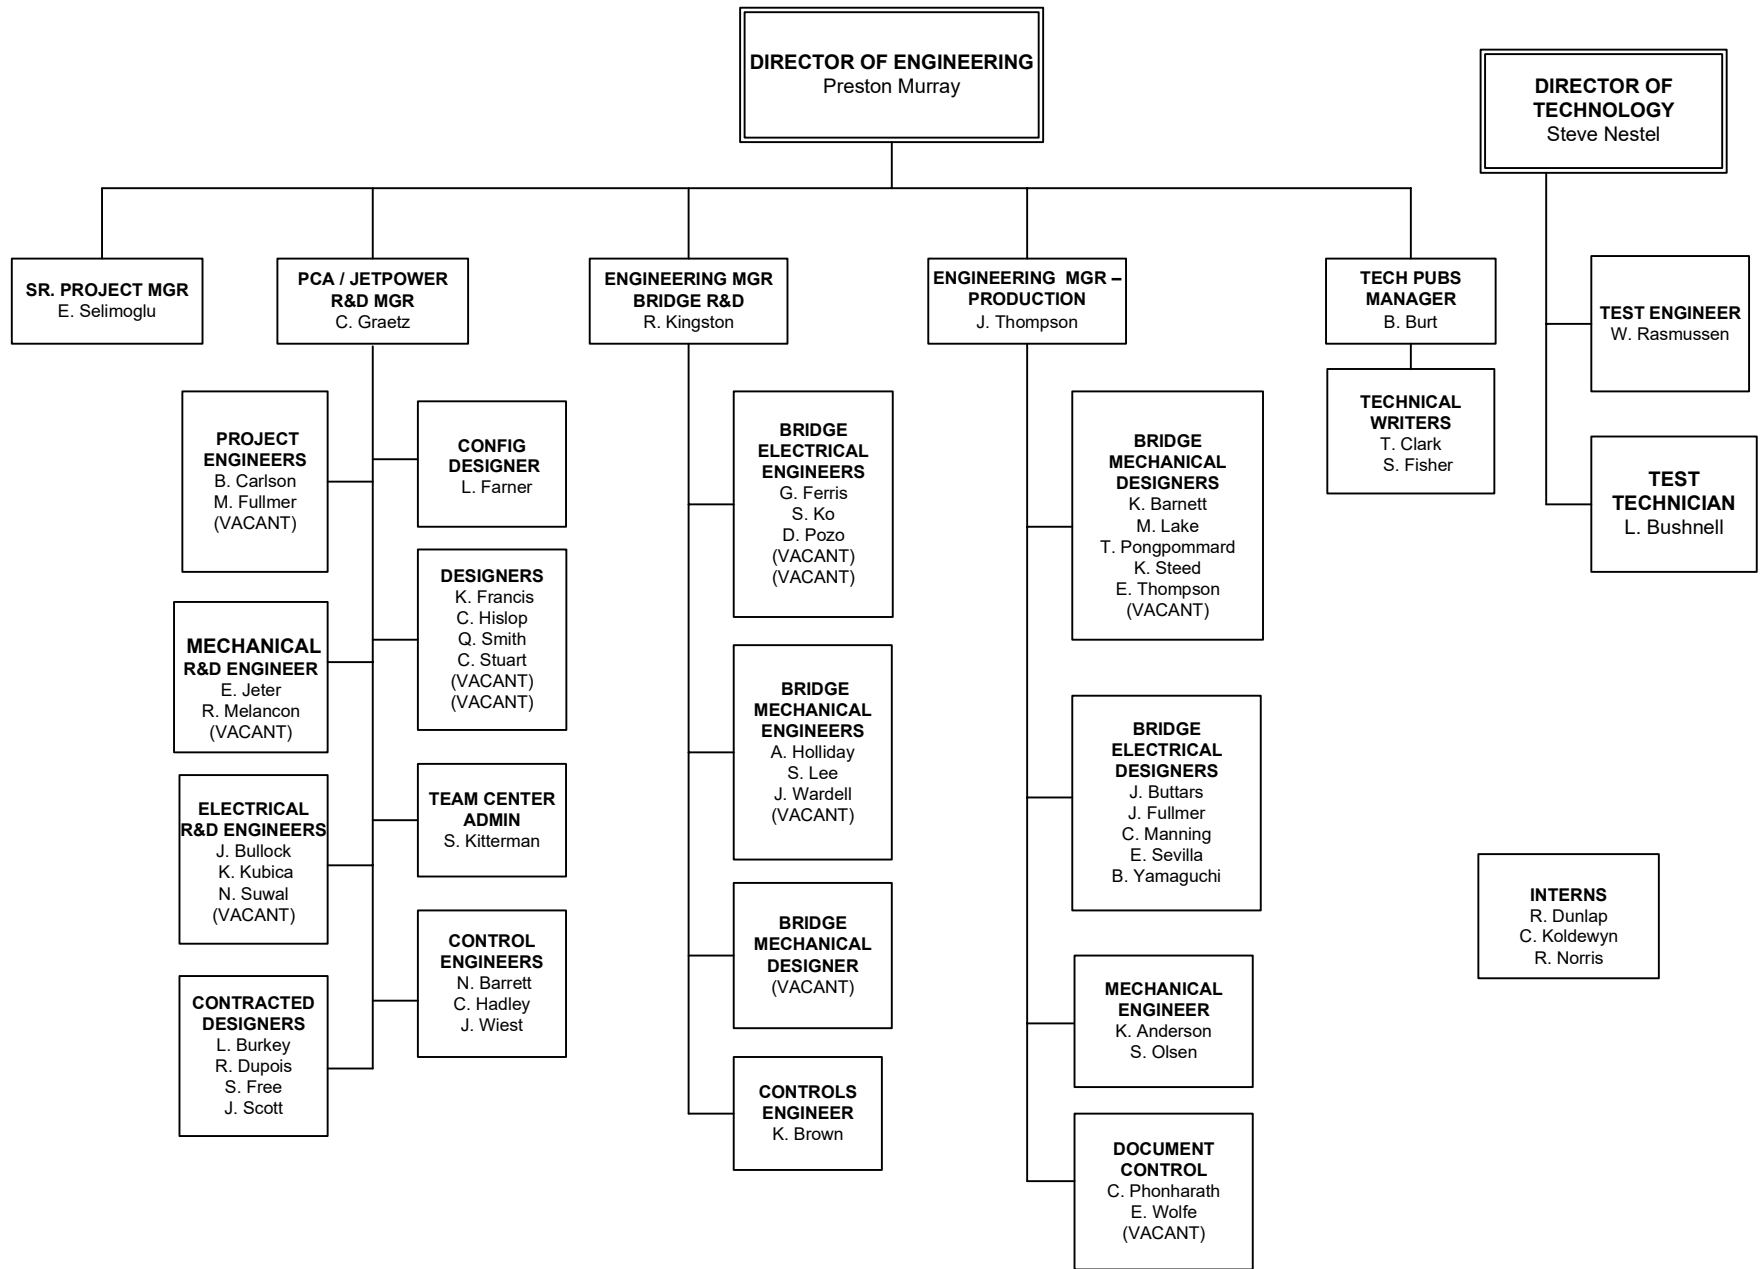 DIRECTOR OF ENGINEERING
Preston Murray
DIRECTOR OF
TECHNOLOGY
Steve Nestel
SR. PROJECT MGR
E. Selimoglu
PCA / JETPOWER
R&D MGR
C. Graetz
ENGINEERING MGR
BRIDGE R&D
R. Kingston
ENGINEERING MGR –
PRODUCTION
J. Thompson
TECH PUBS
MANAGER
B. Burt
TEST ENGINEER
W. Rasmussen
PROJECT
ENGINEERS
B. Carlson
M. Fullmer
(VACANT)
CONFIG
DESIGNER
L. Farner
BRIDGE
ELECTRICAL
ENGINEERS
G. Ferris
S. Ko
D. Pozo
(VACANT)
(VACANT)
BRIDGE
MECHANICAL
DESIGNERS
K. Barnett
M. Lake
T. Pongpommard
K. Steed
E. Thompson
(VACANT)
TECHNICAL
WRITERS
T. Clark
S. Fisher
TEST
TECHNICIAN
L. Bushnell
MECHANICAL
R&D ENGINEER
E. Jeter
R. Melancon
(VACANT)
DESIGNERS
K. Francis
C. Hislop
Q. Smith
C. Stuart
(VACANT)
(VACANT)
BRIDGE
MECHANICAL
ENGINEERS
A. Holliday
S. Lee
J. Wardell
(VACANT)
BRIDGE
ELECTRICAL
DESIGNERS
J. Buttars
J. Fullmer
C. Manning
E. Sevilla
B. Yamaguchi
ELECTRICAL
R&D ENGINEERS
J. Bullock
K. Kubica
N. Suwal
(VACANT)
TEAM CENTER
ADMIN
S. Kitterman
BRIDGE
MECHANICAL
DESIGNER
(VACANT)
MECHANICAL
ENGINEER
K. Anderson
S. Olsen
INTERNS
R. Dunlap
C. Koldewyn
R. Norris
CONTRACTED
DESIGNERS
L. Burkey
R. Dupois
S. Free
J. Scott
CONTROL
ENGINEERS
N. Barrett
C. Hadley
J. Wiest
CONTROLS
ENGINEER
K. Brown
DOCUMENT
CONTROL
C. Phonharath
E. Wolfe
(VACANT)